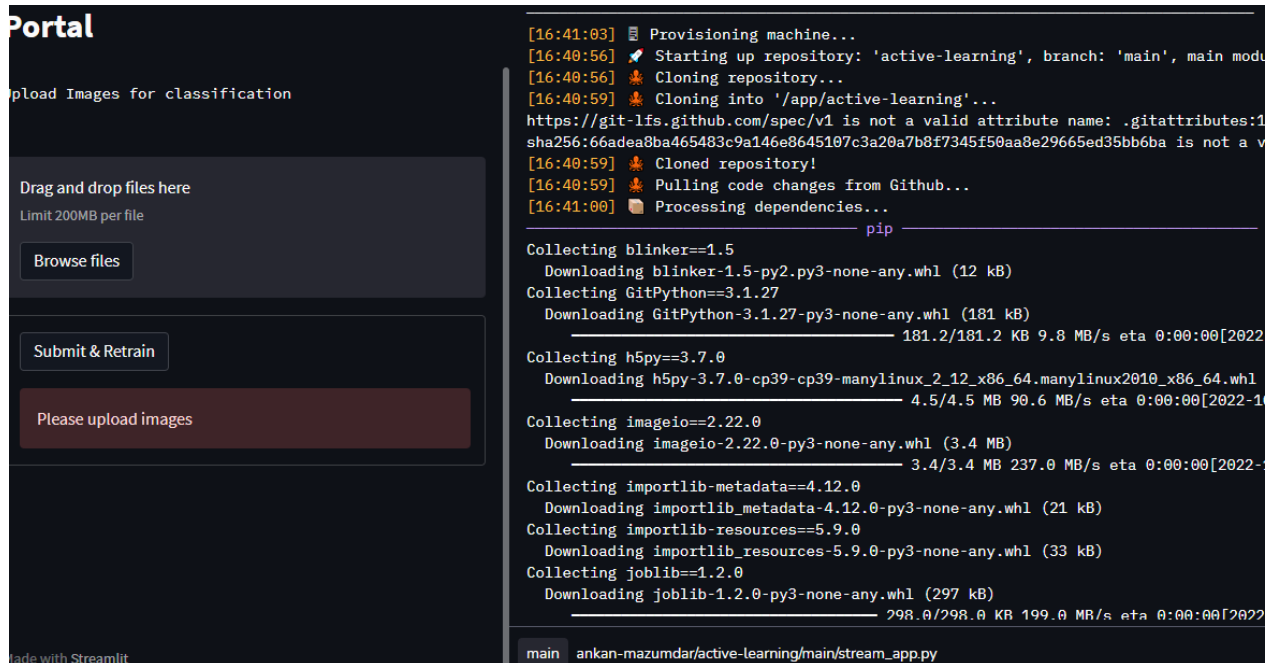 Portal
Upload Images for classification
Drag and drop files here
Limit 200MB per file
Browse files
Submit & Retrain
Please upload images
Made with Streamlit
[16:41:03] Provisioning machine...
[16:40:56] Starting up repository: 'active-learning', branch: 'main', main modu
[16:40:56] Cloning repository...
[16:40:59] Cloning into '/app/active-learning'...
https://git-lfs.github.com/spec/v1 is not a valid attribute name: .gitattributes:1
sha256:66adea8ba465483c9a146e8645107c3a20a7b8f7345f50aa8e29665ed35bb6ba is not a v
[16:40:59] Cloned repository!
[16:40:59] Pulling code changes from Github...
[16:41:00] Processing dependencies...
pip
Collecting blinker==1.5
Downloading blinker-1.5-py2.py3-none-any.whl (12 kB)
Collecting GitPython==3.1.27
Downloading GitPython-3.1.27-py3-none-any.whl (181 kB)
181.2/181.2 KB 9.8 MB/s eta 0:00:00[2022
Collecting h5py==3.7.0
Downloading h5py-3.7.0-cp39-cp39-manylinux_2_12_x86_64.manylinux2010_x86_64.whl
4.5/4.5 MB 90.6 MB/s eta 0:00:00[2022-10
Collecting imageio==2.22.0
Downloading imageio-2.22.0-py3-none-any.whl (3.4 MB)
3.4/3.4 MB 237.0 MB/s eta 0:00:00[2022-
Collecting importlib-metadata==4.12.0
Downloading importlib_metadata-4.12.0-py3-none-any.whl (21 kB)
Collecting importlib-resources==5.9.0
Downloading importlib_resources-5.9.0-py3-none-any.whl (33 kB)
Collecting joblib==1.2.0
Downloading joblib-1.2.0-py3-none-any.whl (297 kB)
298.0/298.0 KB 199.0 MB/s eta 0:00:00[2022
main ankan-mazumdar/active-learning/main/stream_app.py